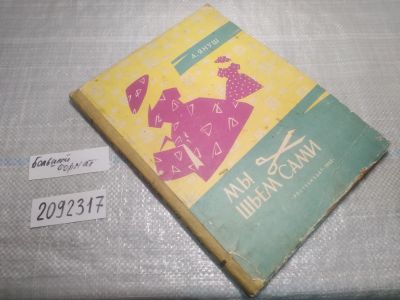 Л. ЯНУШ
МЫ
ШЬЕМ САМИ
большой
формат
2092317